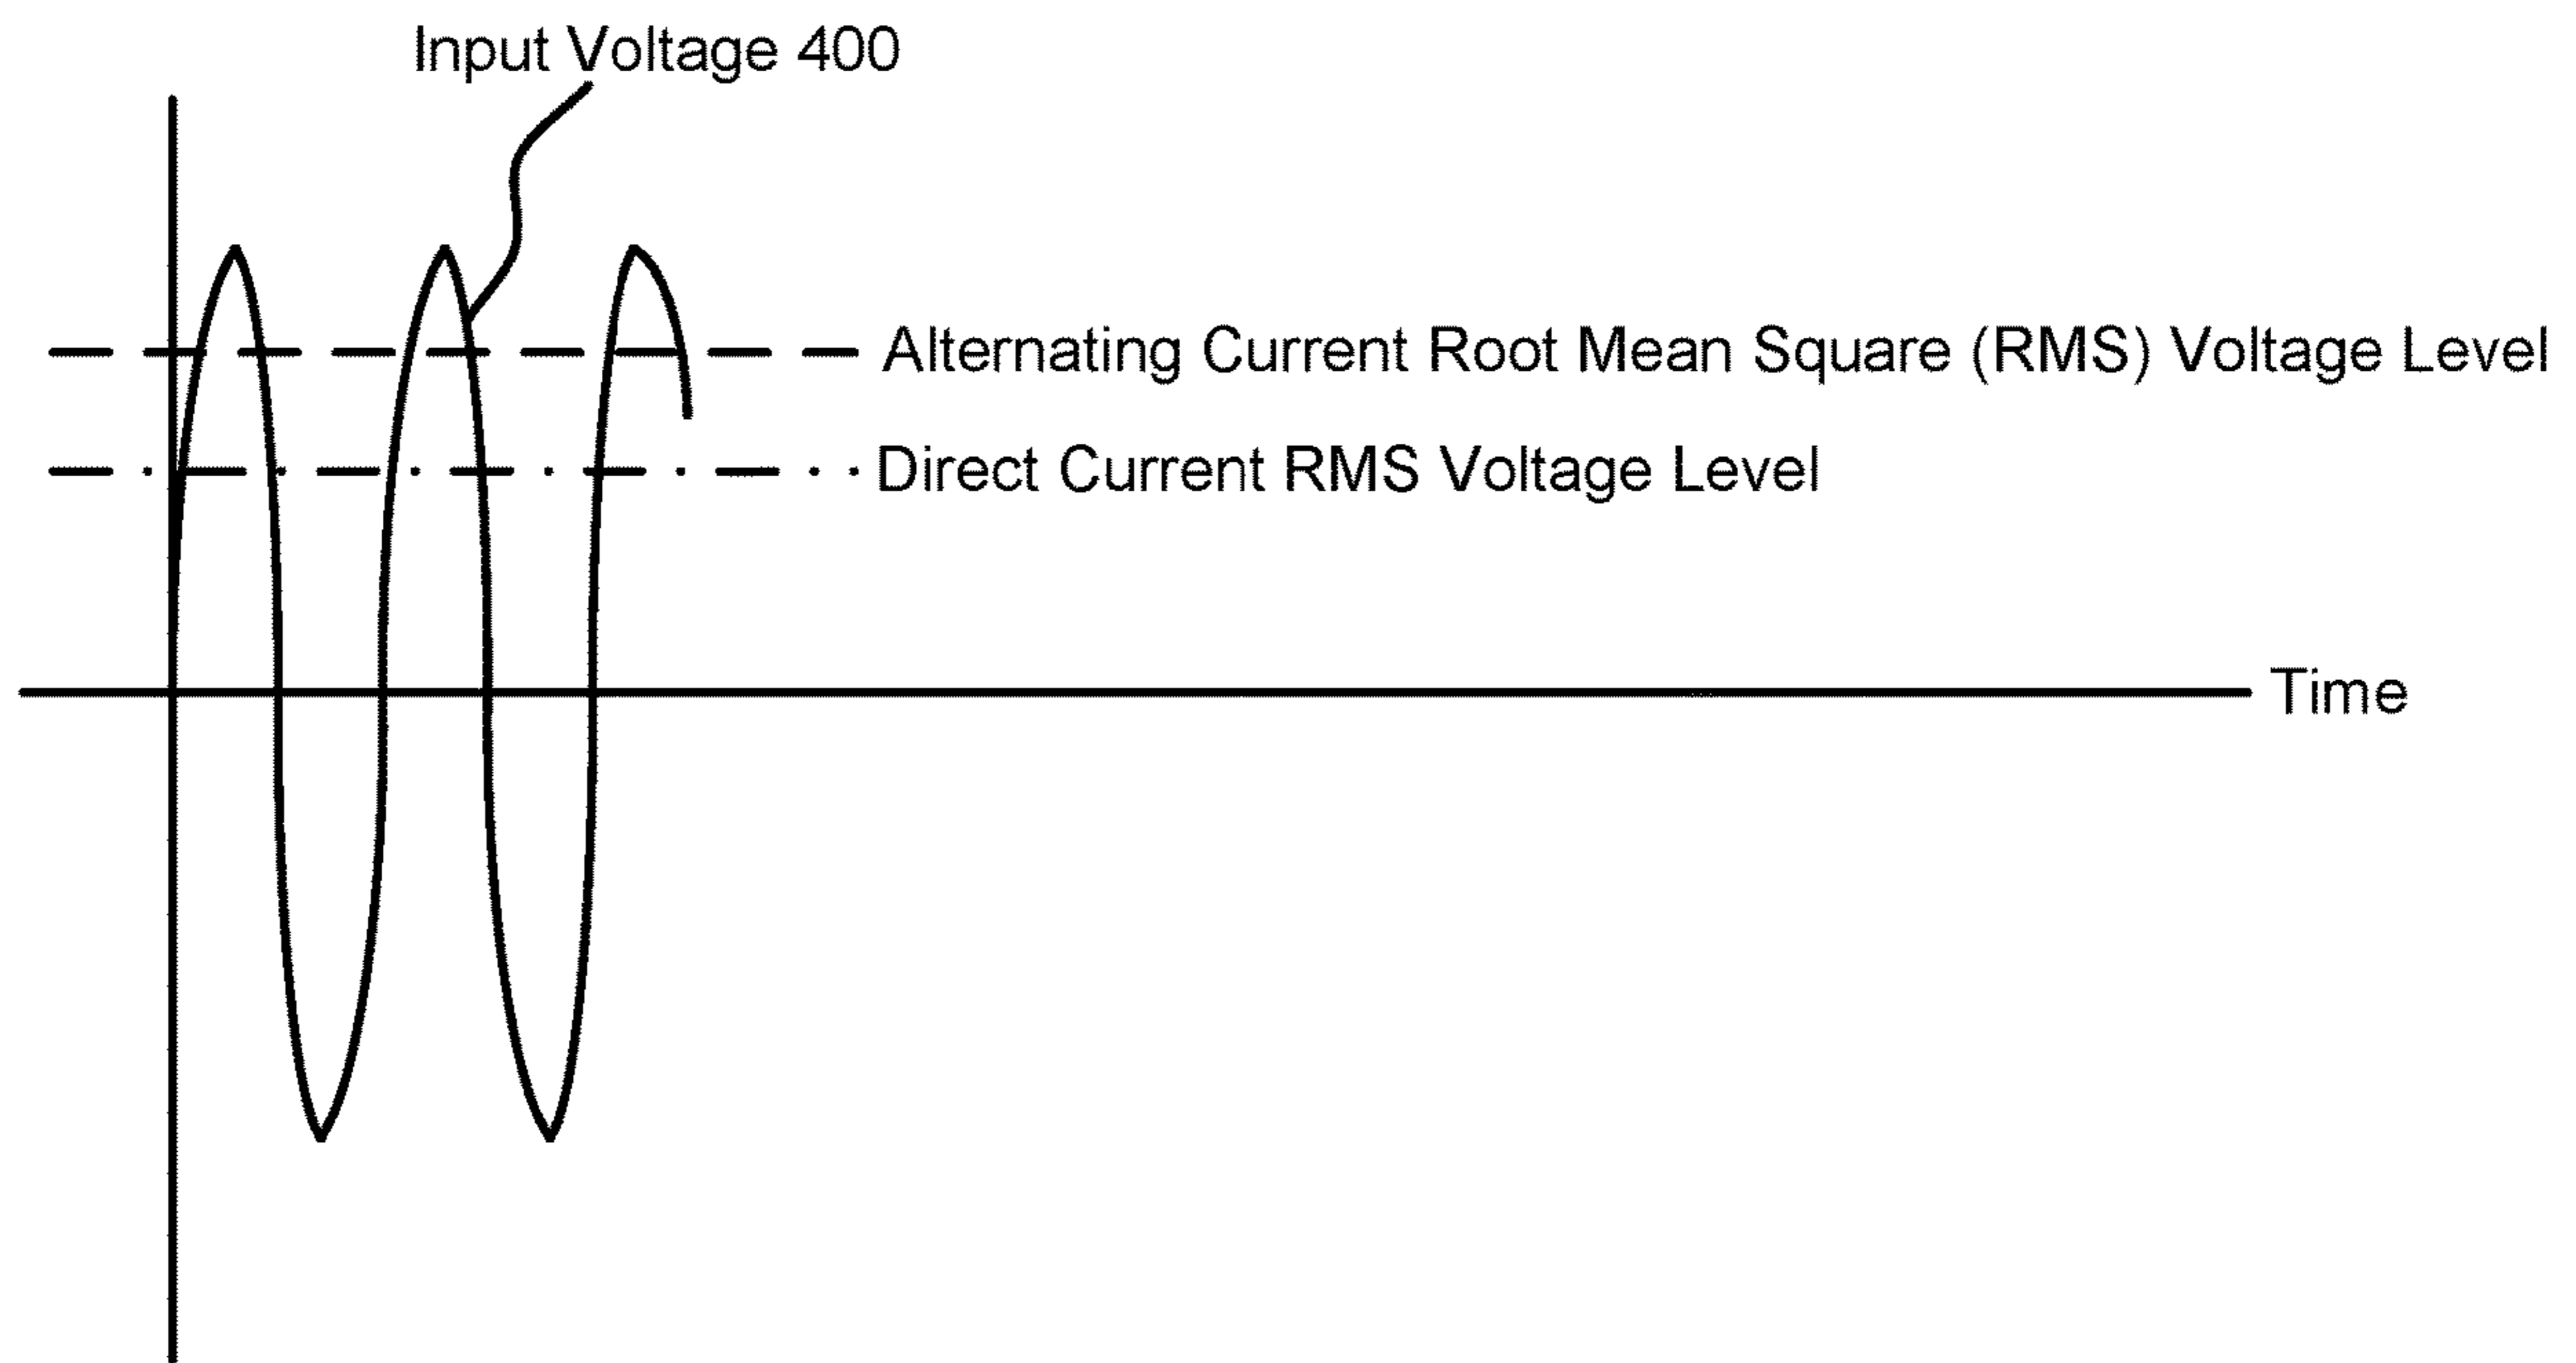 Input Voltage 400
Alternating Current Root Mean Square (RMS) Voltage Level
Direct Current RMS Voltage Level
Time